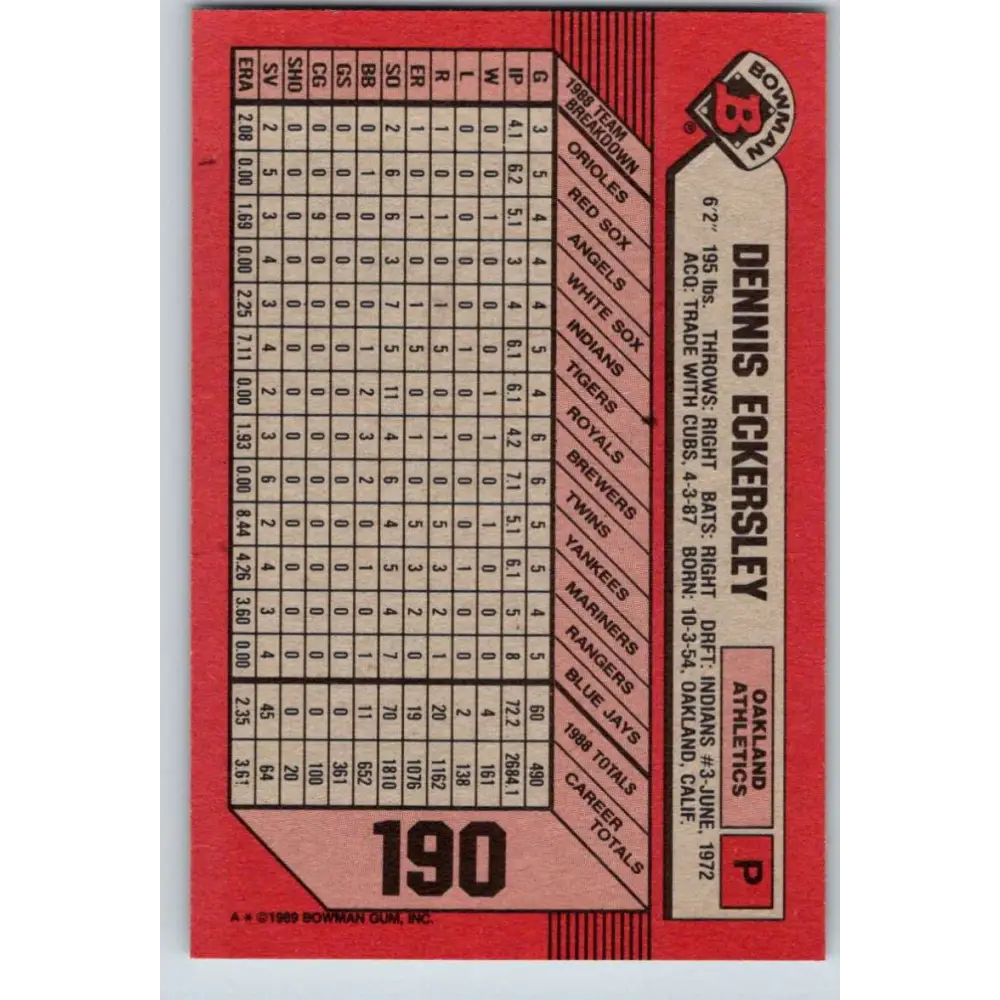 BOWMAN
B
®
DENNIS ECKERSLEY
OAKLAND
ATHLETICS
P
6'2" 195 lbs. THROWS: RIGHT BATS: RIGHT DRFT: INDIANS #3-JUNE, 1972
ACQ: TRADE WITH CUBS, 4-3-87 BORN: 10-3-54, OAKLAND, CALIF.
1988 TEAM BREAKDOWN ORIOLES RED SOX ANGELS WHITE SOX INDIANS TIGERS ROYALS BREWERS TWINS YANKEES MARINERS RANGERS BLUE JAYS 1988 TOTALS CAREER TOTALS
G 3 5 4 4 4 5 4 6 6 5 5 4 5 60 490
IP 4.1 6.2 5.1 3 4 6.1 6.1 4.2 7.1 5.1 6.1 5 8 72.2 2684.1
W 0 0 1 0 0 0 1 1 0 1 0 0 0 4 161
L 0 0 0 0 0 1 0 0 0 0 1 0 0 2 138
R 1 0 1 0 1 5 0 1 0 5 3 2 1 20 1162
ER 1 0 1 0 1 5 0 1 0 5 3 2 0 19 1076
SO 2 6 6 3 7 5 11 4 6 4 5 4 7 70 1810
BB 0 1 0 0 0 1 2 3 2 0 1 0 1 11 652
GS 0 0 0 0 0 0 0 0 0 0 0 0 0 0 361
CG 0 0 0 0 0 0 0 0 0 0 0 0 0 0 100
SHO 0 0 0 0 0 0 0 0 0 0 0 0 0 0 20
SV 2 5 3 4 3 4 2 3 6 2 4 3 4 45 64
ERA 2.08 0.00 1.69 0.00 2.25 7.11 0.00 1.93 0.00 8.44 4.26 3.60 0.00 2.35 3.61
190
A * ©1989 BOWMAN GUM, INC.